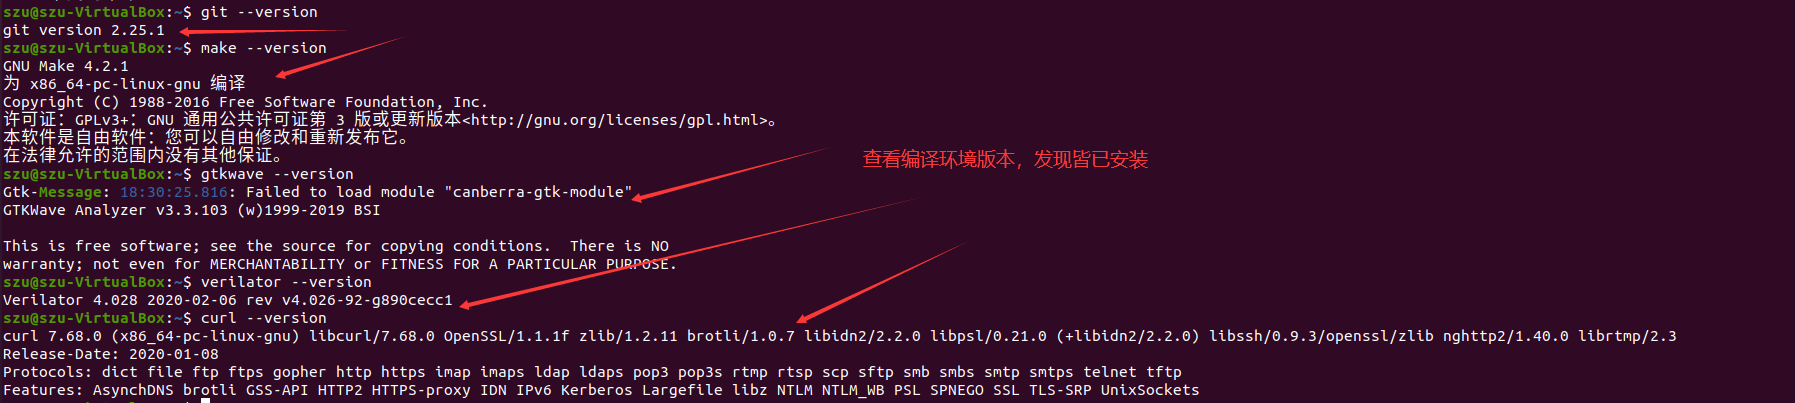 szu@szu-VirtualBox:~$ git --version
git version 2.25.1
szu@szu-VirtualBox:~$ make --version
GNU Make 4.2.1
为 x86_64-pc-linux-gnu 编译
Copyright (C) 1988-2016 Free Software Foundation, Inc.
许可证：GPLv3+：GNU 通用公共许可证第 3 版或更新版本<http://gnu.org/licenses/gpl.html>。
本软件是自由软件：您可以自由修改和重新发布它。
在法律允许的范围内没有其他保证。
查看编译环境版本，发现皆已安装
szu@szu-VirtualBox:~$ gtkwave --version
Gtk-Message: 18:30:25.816: Failed to load module "canberra-gtk-module"
GTKWave Analyzer v3.3.103 (w)1999-2019 BSI
This is free software; see the source for copying conditions.  There is NO
warranty; not even for MERCHANTABILITY or FITNESS FOR A PARTICULAR PURPOSE.
szu@szu-VirtualBox:~$ verilator --version
Verilator 4.028 2020-02-06 rev v4.026-92-g890cecc1
szu@szu-VirtualBox:~$ curl --version
curl 7.68.0 (x86_64-pc-linux-gnu) libcurl/7.68.0 OpenSSL/1.1.1f zlib/1.2.11 brotli/1.0.7 libidn2/2.2.0 libpsl/0.21.0 (+libidn2/2.2.0) libssh/0.9.3/openssl/zlib nghttp2/1.40.0 librtmp/2.3
Release-Date: 2020-01-08
Protocols: dict file ftp ftps gopher http https imap imaps ldap ldaps pop3 pop3s rtmp rtsp scp sftp smb smbs smtp smtps telnet tftp
Features: AsynchDNS brotli GSS-API HTTP2 HTTPS-proxy IDN IPv6 Kerberos Largefile libz NTLM NTLM_WB PSL SPNEGO SSL TLS-SRP UnixSockets